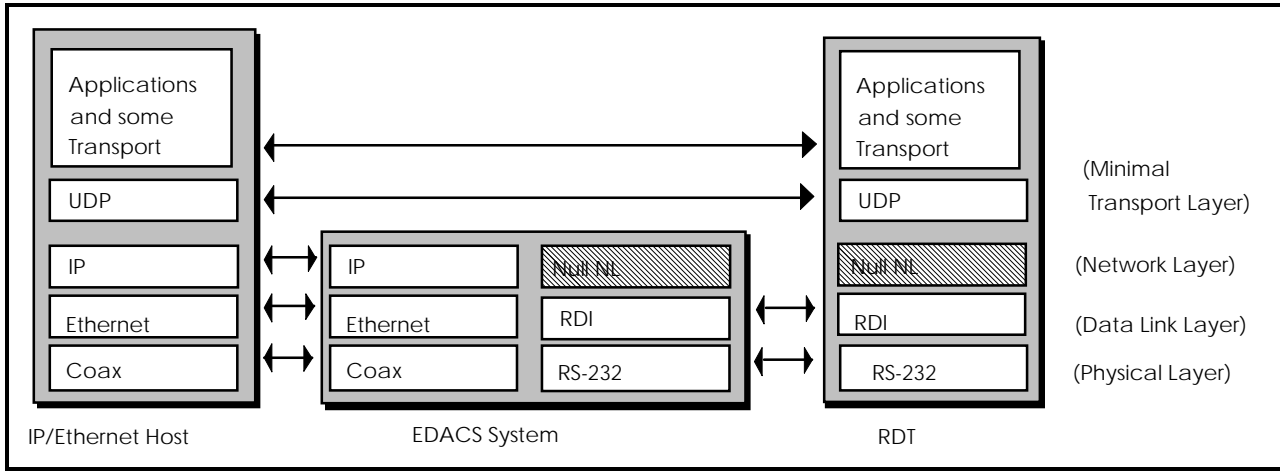 Applications
and some
Transport
UDP
IP
Ethernet
Coax
IP/Ethernet Host
IP
Ethernet
Coax
Null NL
RDI
RS-232
EDACS System
Applications
and some
Transport
UDP
Null NL
RDI
RS-232
RDT
(Minimal
Transport Layer)
(Network Layer)
(Data Link Layer)
(Physical Layer)